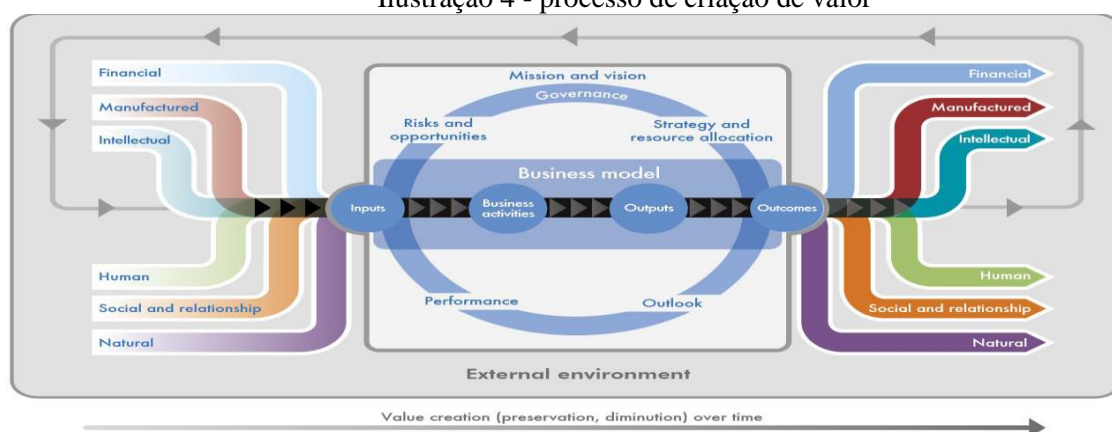 Ilustração 4 - processo de criação de valor
Financial
Manufactured
Intellectual
Human
Social and relationship
Natural
Mission and vision
Governance
Risks and
opportunities
Strategy and
resource allocation
Business model
Inputs
Business
activities
Outputs
Outcomes
Performance
Outlook
Financial
Manufactured
Intellectual
Human
Social and relationship
Natural
External environment
Value creation (preservation, diminution) over time